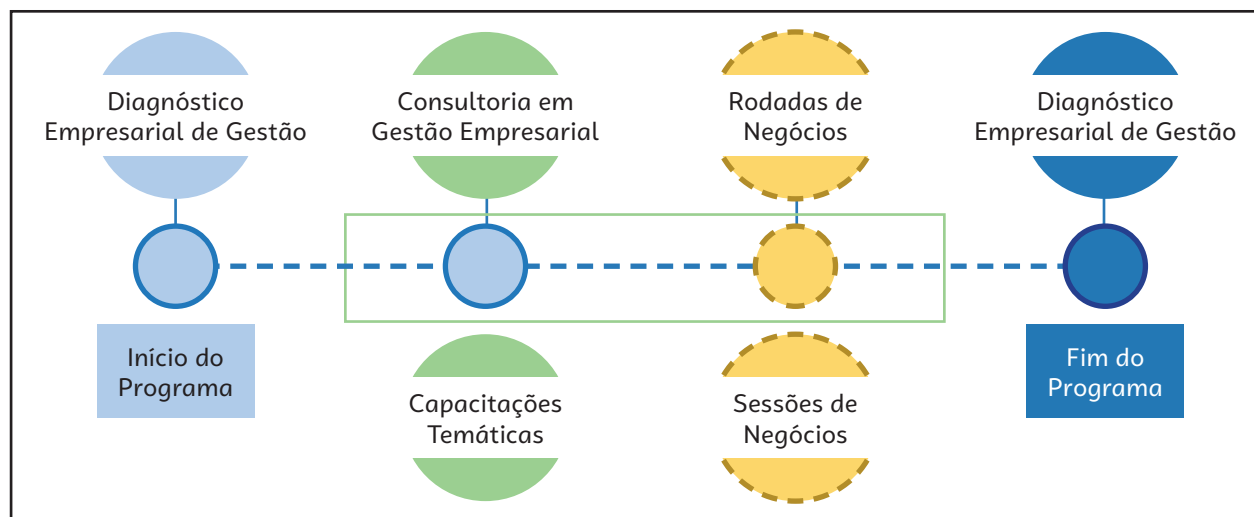 Diagnóstico
Empresarial de Gestão
Consultoria em
Gestão Empresarial
Rodadas de
Negócios
Diagnóstico
Empresarial de Gestão
Início do
Programa
Capacitações
Temáticas
Sessões de
Negócios
Fim do
Programa